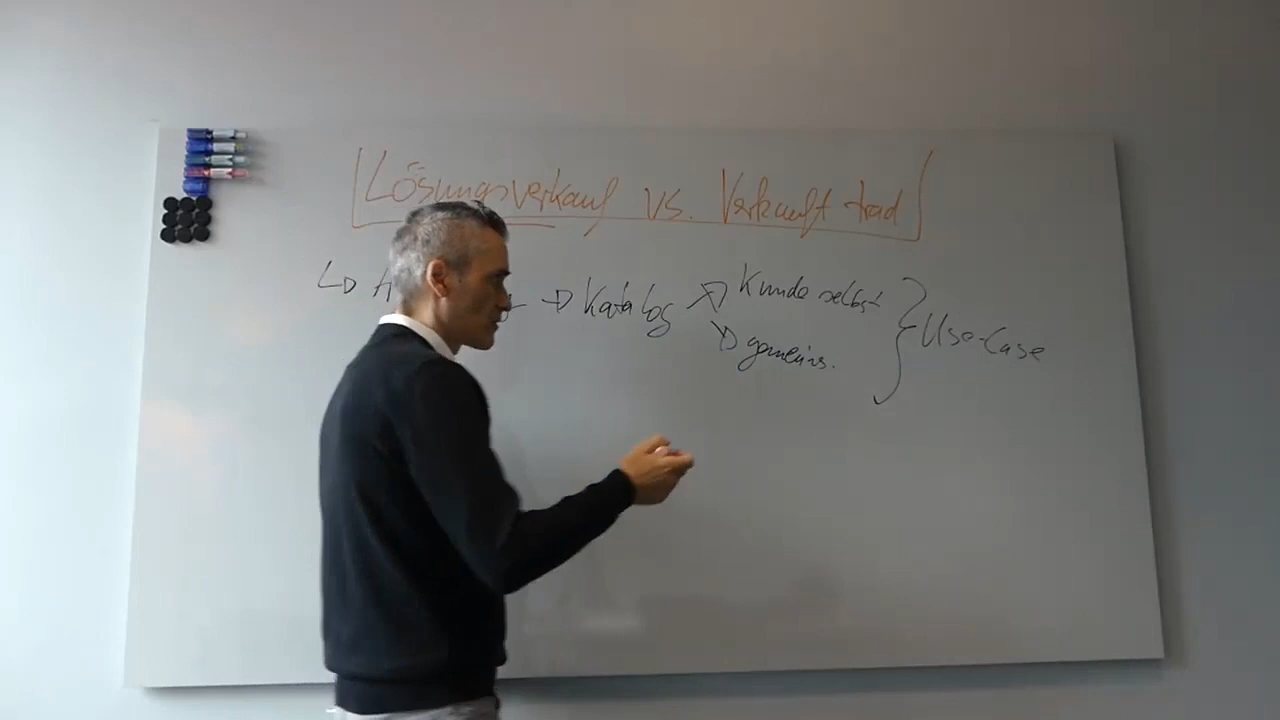 Lösungsverkauf vs. Verkauft trad
→ Katalog ↗ Kunde selbst } Use-Case
↘ gemeins.